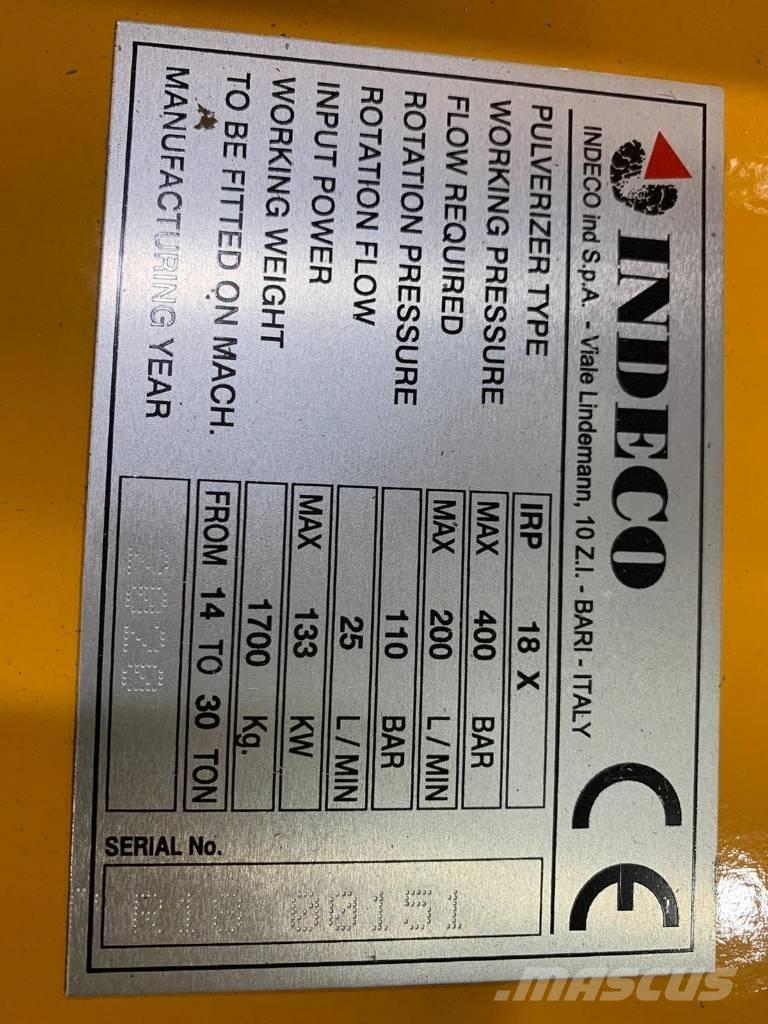 INDECO
INDECO ind S.p.A. - Viale Lindemann, 10 Z.I. - BARI - ITALY
CE
PULVERIZER TYPE IRP 18 X
WORKING PRESSURE MAX 400 BAR
FLOW REQUIRED MAX 200 L/MIN
ROTATION PRESSURE 110 BAR
ROTATION FLOW 25 L/MIN
INPUT POWER MAX 133 KW
WORKING WEIGHT 1700 Kg.
TO BE FITTED ON MACH. FROM 14 TO 30 TON
MANUFACTURING YEAR 2020
SERIAL No.
MASCUS